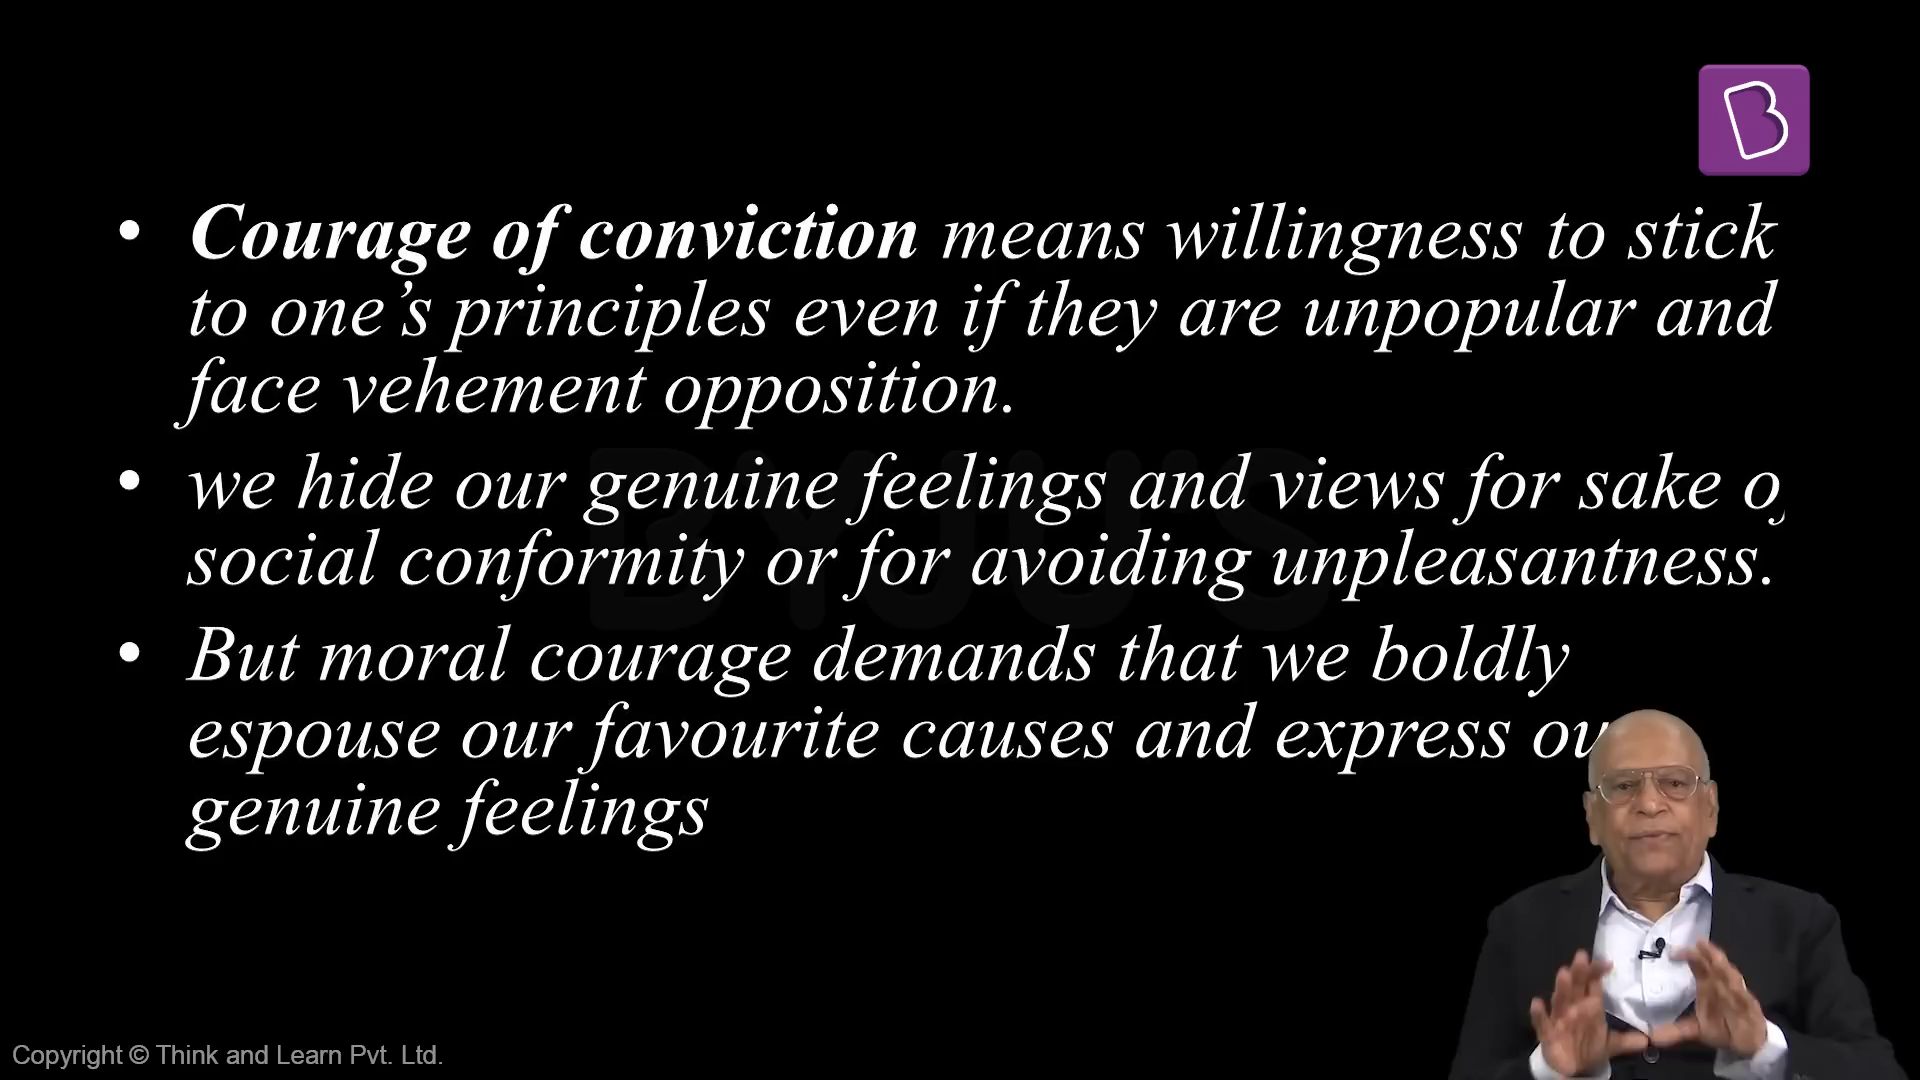 • Courage of conviction means willingness to stick
to one’s principles even if they are unpopular and
face vehement opposition.
• we hide our genuine feelings and views for sake
social conformity or for avoiding unpleasantness.
• But moral courage demands that we boldly
espouse our favourite causes and express
genuine feelings
BYJU'S
Copyright © Think and Learn Pvt. Ltd.